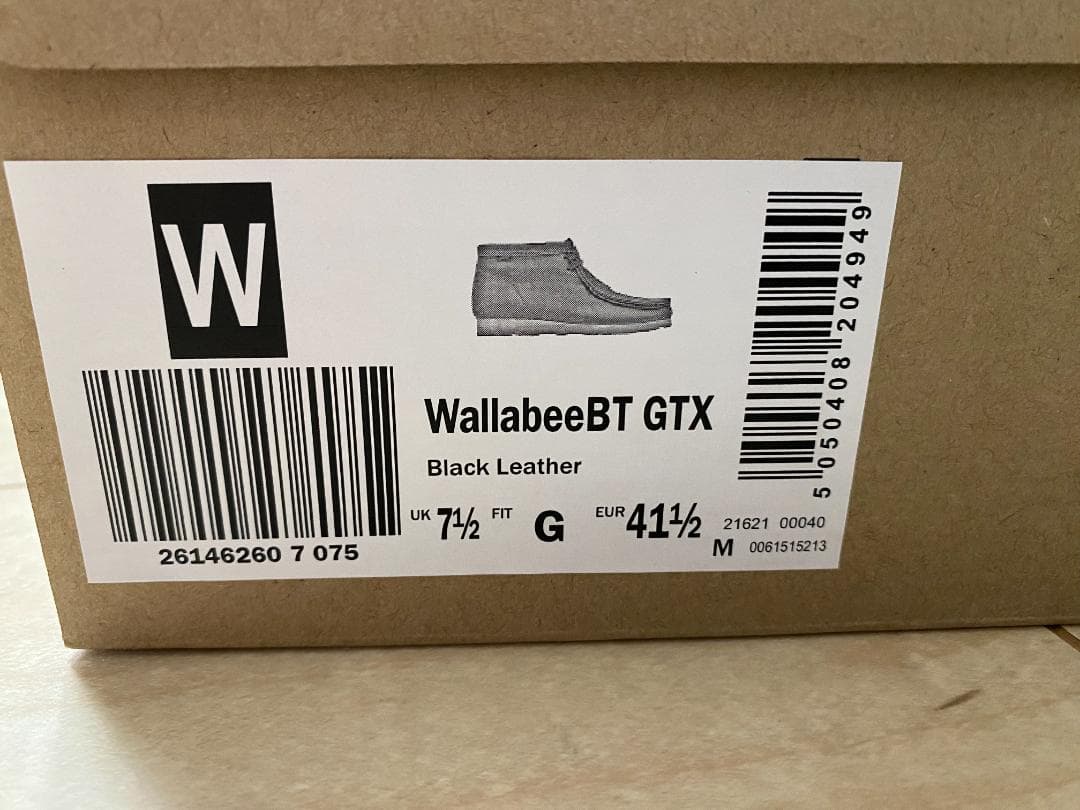 W
26146260 7 075
WallabeeBT GTX
Black Leather
UK 7½ FIT G EUR 41½
21621 00040
M 0061515213
5 050408 204949